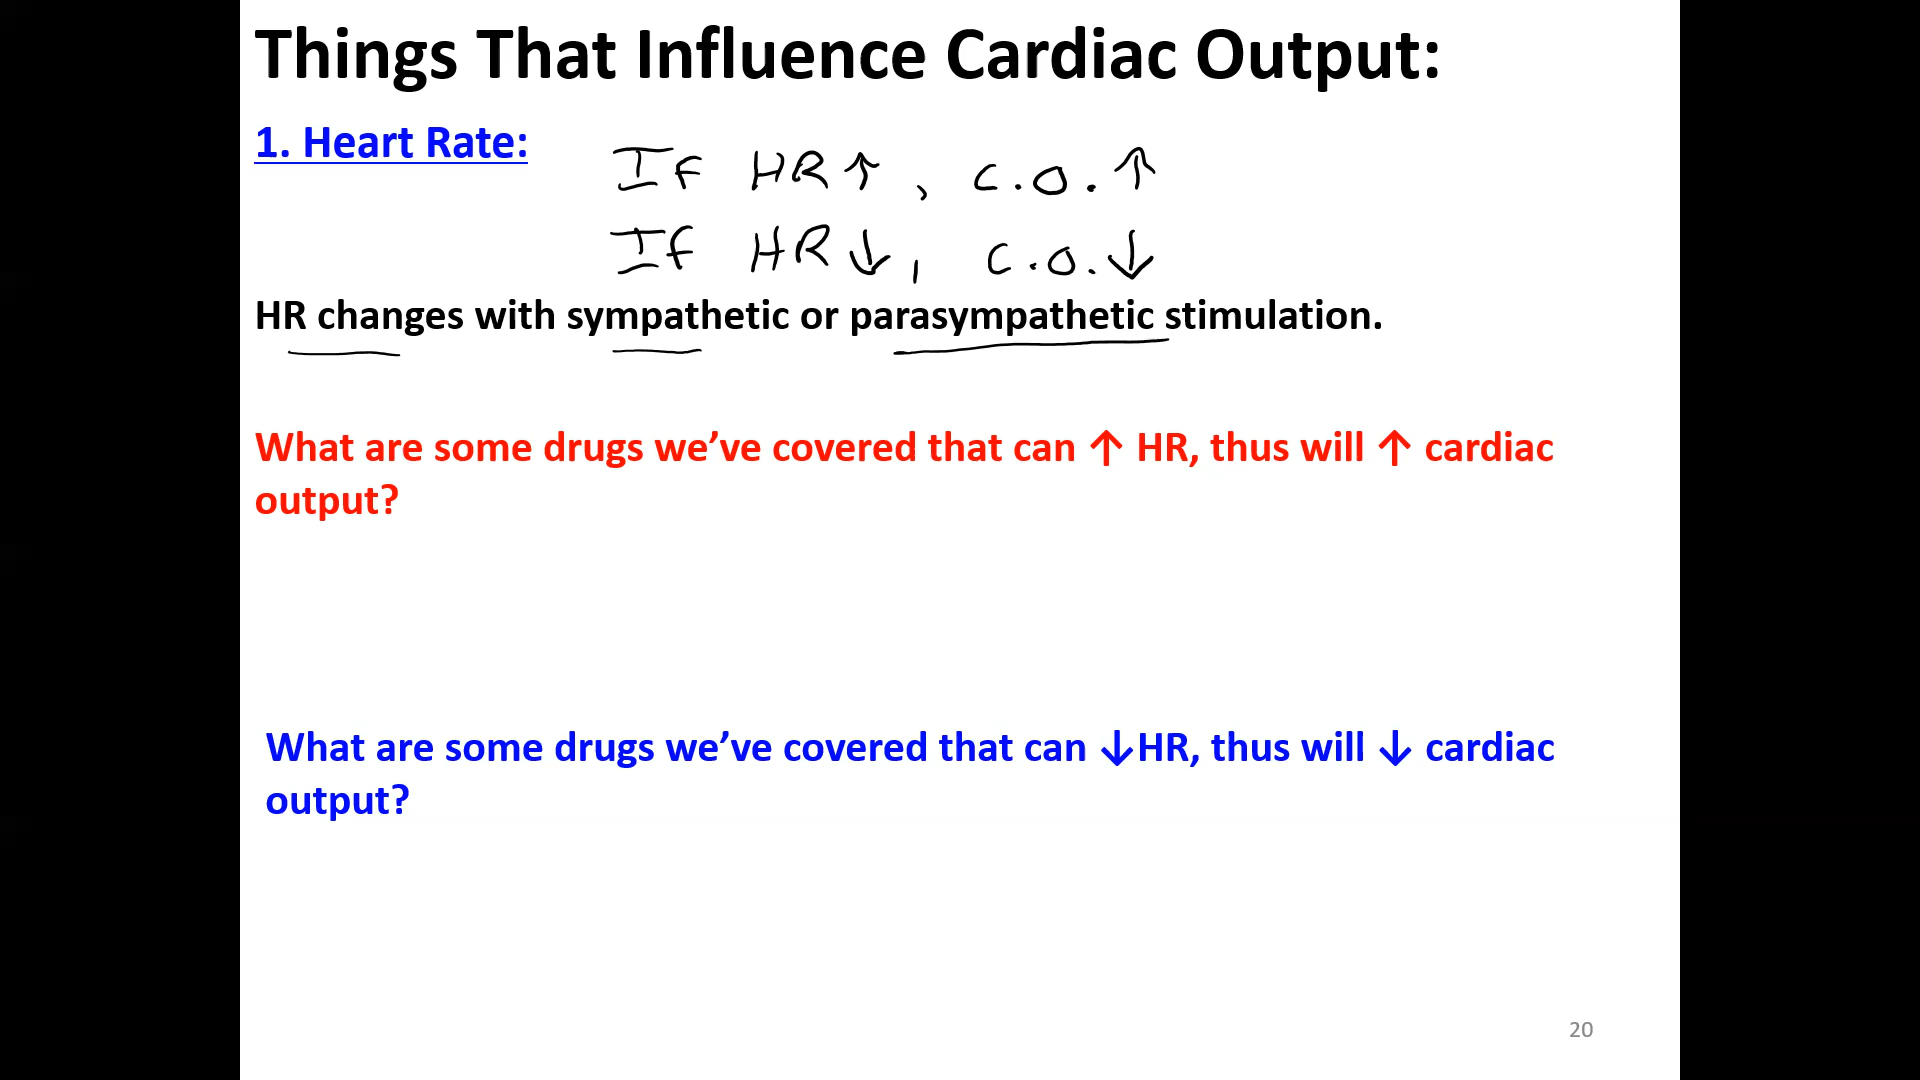 Things That Influence Cardiac Output:
1. Heart Rate:
If HR ↑, C.O. ↑
If HR ↓, C.O. ↓
HR changes with sympathetic or parasympathetic stimulation.
What are some drugs we’ve covered that can ↑ HR, thus will ↑ cardiac
output?
What are some drugs we’ve covered that can ↓HR, thus will ↓ cardiac
output?
20